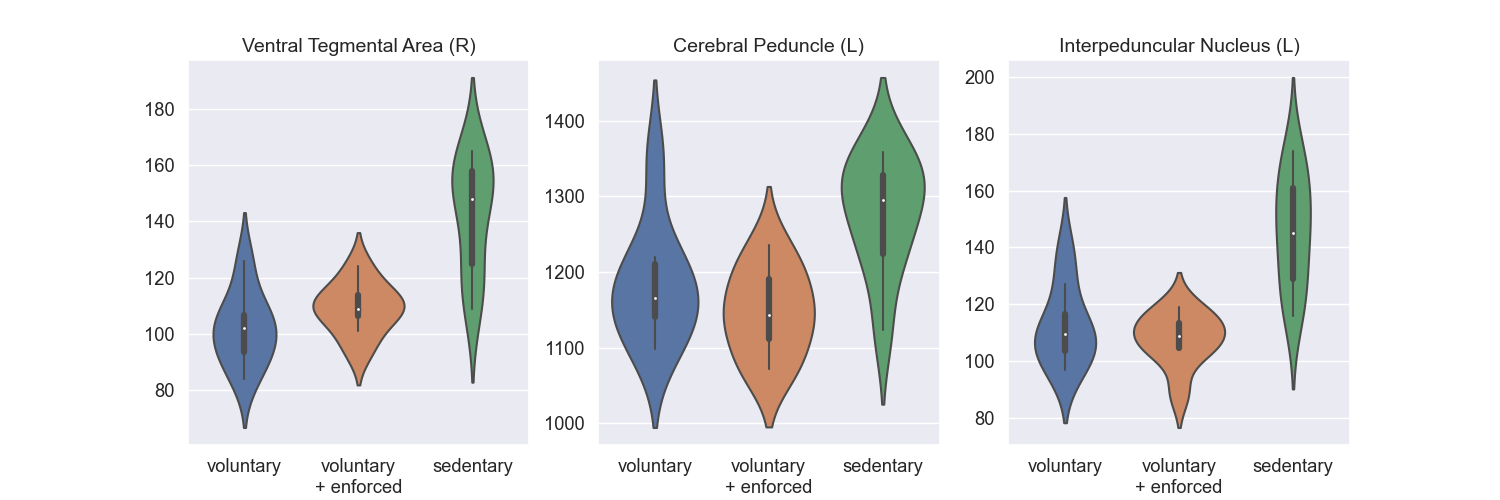 Ventral Tegmental Area (R)
180
160
140
120
100
80
voluntary
voluntary
+ enforced
sedentary
Cerebral Peduncle (L)
1400
1300
1200
1100
1000
voluntary
voluntary
+ enforced
sedentary
Interpeduncular Nucleus (L)
200
180
160
140
120
100
80
voluntary
voluntary
+ enforced
sedentary